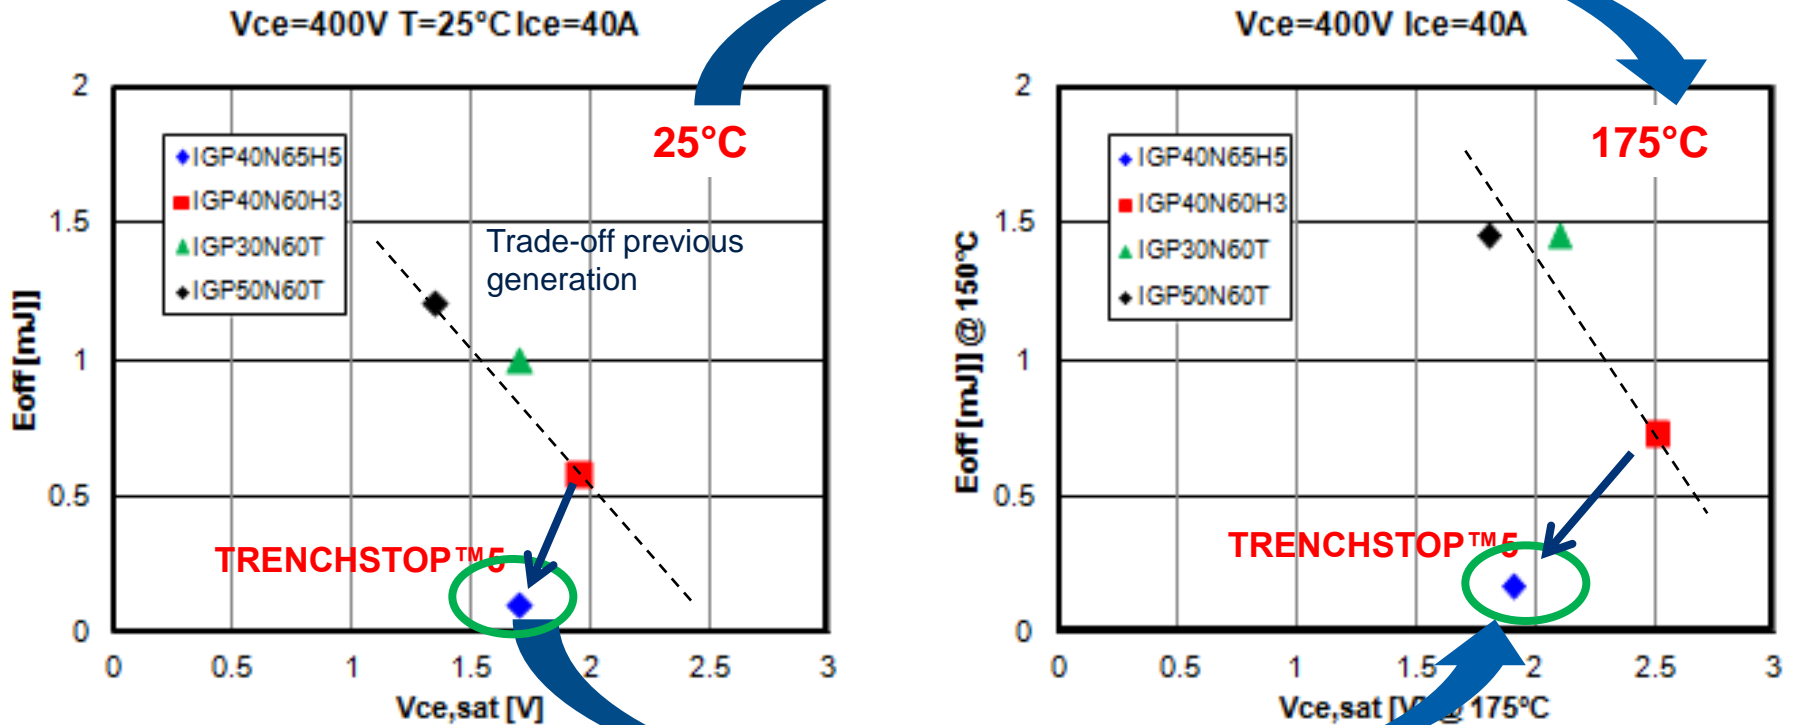 Vce=400V T=25°C Ice=40A
2
1.5
1
0.5
0
0
0.5
1
1.5
2
2.5
3
Eoff [mJ]]
Vce,sat [V]
IGP40N65H5
IGP40N60H3
IGP30N60T
IGP50N60T
25°C
Trade-off previous
generation
TRENCHSTOP™5
Vce=400V Ice=40A
2
1.5
1
0.5
0
0
0.5
1
1.5
2
2.5
3
Eoff [mJ]] @ 150°C
Vce,sat [V] @ 175°C
IGP40N65H5
IGP40N60H3
IGP30N60T
IGP50N60T
175°C
TRENCHSTOP™5